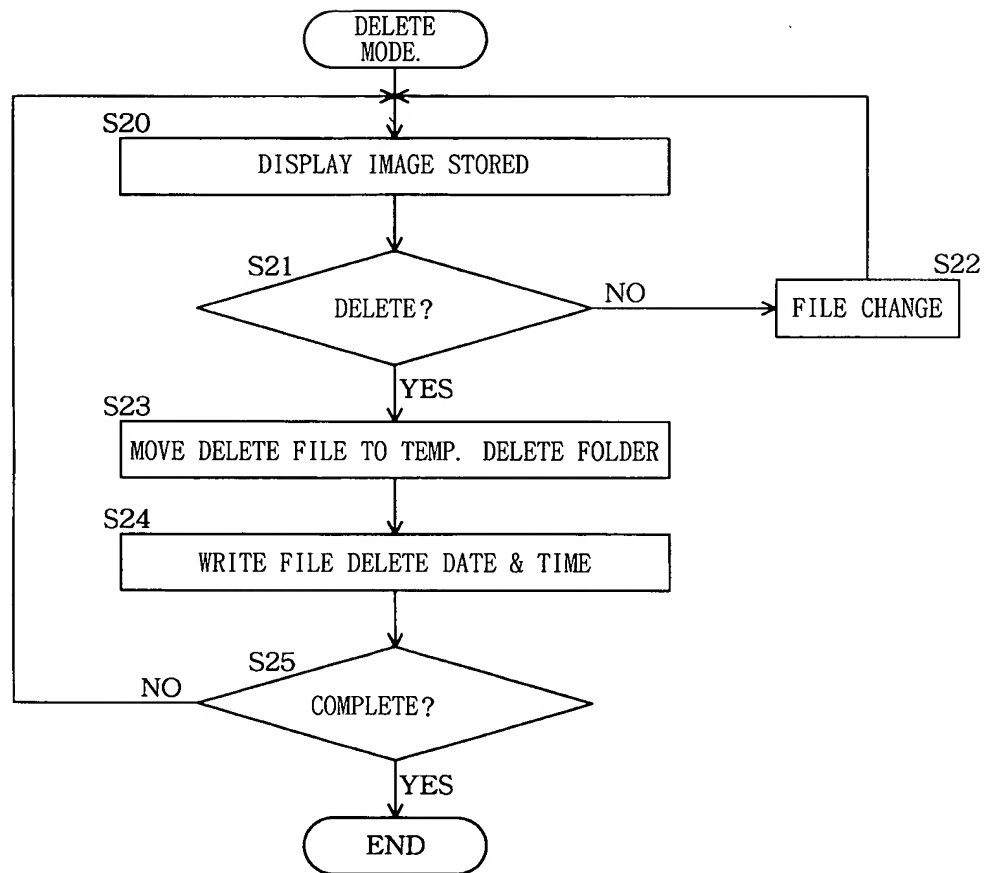 DELETE
MODE.
S20
DISPLAY IMAGE STORED
S21
DELETE?
NO
S22
FILE CHANGE
YES
S23
MOVE DELETE FILE TO TEMP. DELETE FOLDER
S24
WRITE FILE DELETE DATE & TIME
S25
NO
COMPLETE?
YES
END